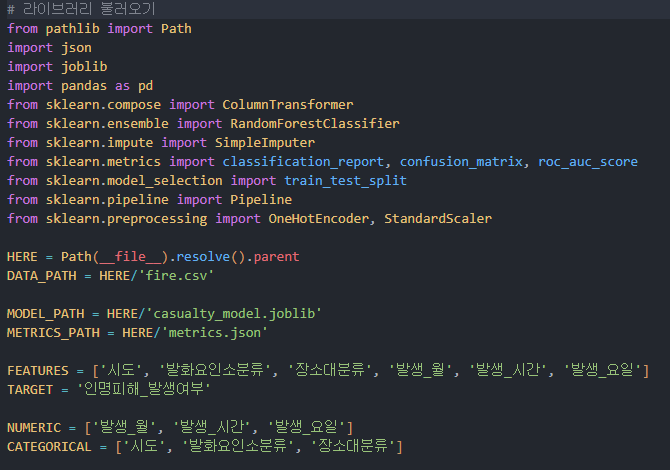 # 라이브러리 불러오기
from pathlib import Path
import json
import joblib
import pandas as pd
from sklearn.compose import ColumnTransformer
from sklearn.ensemble import RandomForestClassifier
from sklearn.impute import SimpleImputer
from sklearn.metrics import classification_report, confusion_matrix, roc_auc_score
from sklearn.model_selection import train_test_split
from sklearn.pipeline import Pipeline
from sklearn.preprocessing import OneHotEncoder, StandardScaler
HERE = Path(__file__).resolve().parent
DATA_PATH = HERE/'fire.csv'
MODEL_PATH = HERE/'casualty_model.joblib'
METRICS_PATH = HERE/'metrics.json'
FEATURES = ['시도', '발화요인소분류', '장소대분류', '발생_월', '발생_시간', '발생_요일']
TARGET = '인명피해_발생여부'
NUMERIC = ['발생_월', '발생_시간', '발생_요일']
CATEGORICAL = ['시도', '발화요인소분류', '장소대분류']